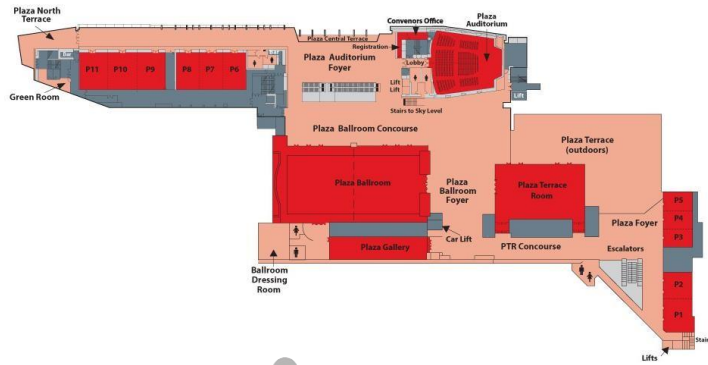 Plaza North
Terrace
Convenors Office
Plaza
Auditorium
Plaza Central Terrace
Registration
Lobby
Bar
P11
P10
P9
P8
P7
P6
Plaza Auditorium
Foyer
Green Room
Lift
Lift
Lift
Stairs to Sky Level
Plaza Ballroom Concourse
Plaza Terrace
(outdoors)
Plaza Ballroom
Plaza
Ballroom
Foyer
Plaza Terrace
Room
P5
P4
P3
Plaza Foyer
Car Lift
Plaza Gallery
PTR Concourse
Escalators
Ballroom
Dressing
Room
P2
P1
Stair
Lifts